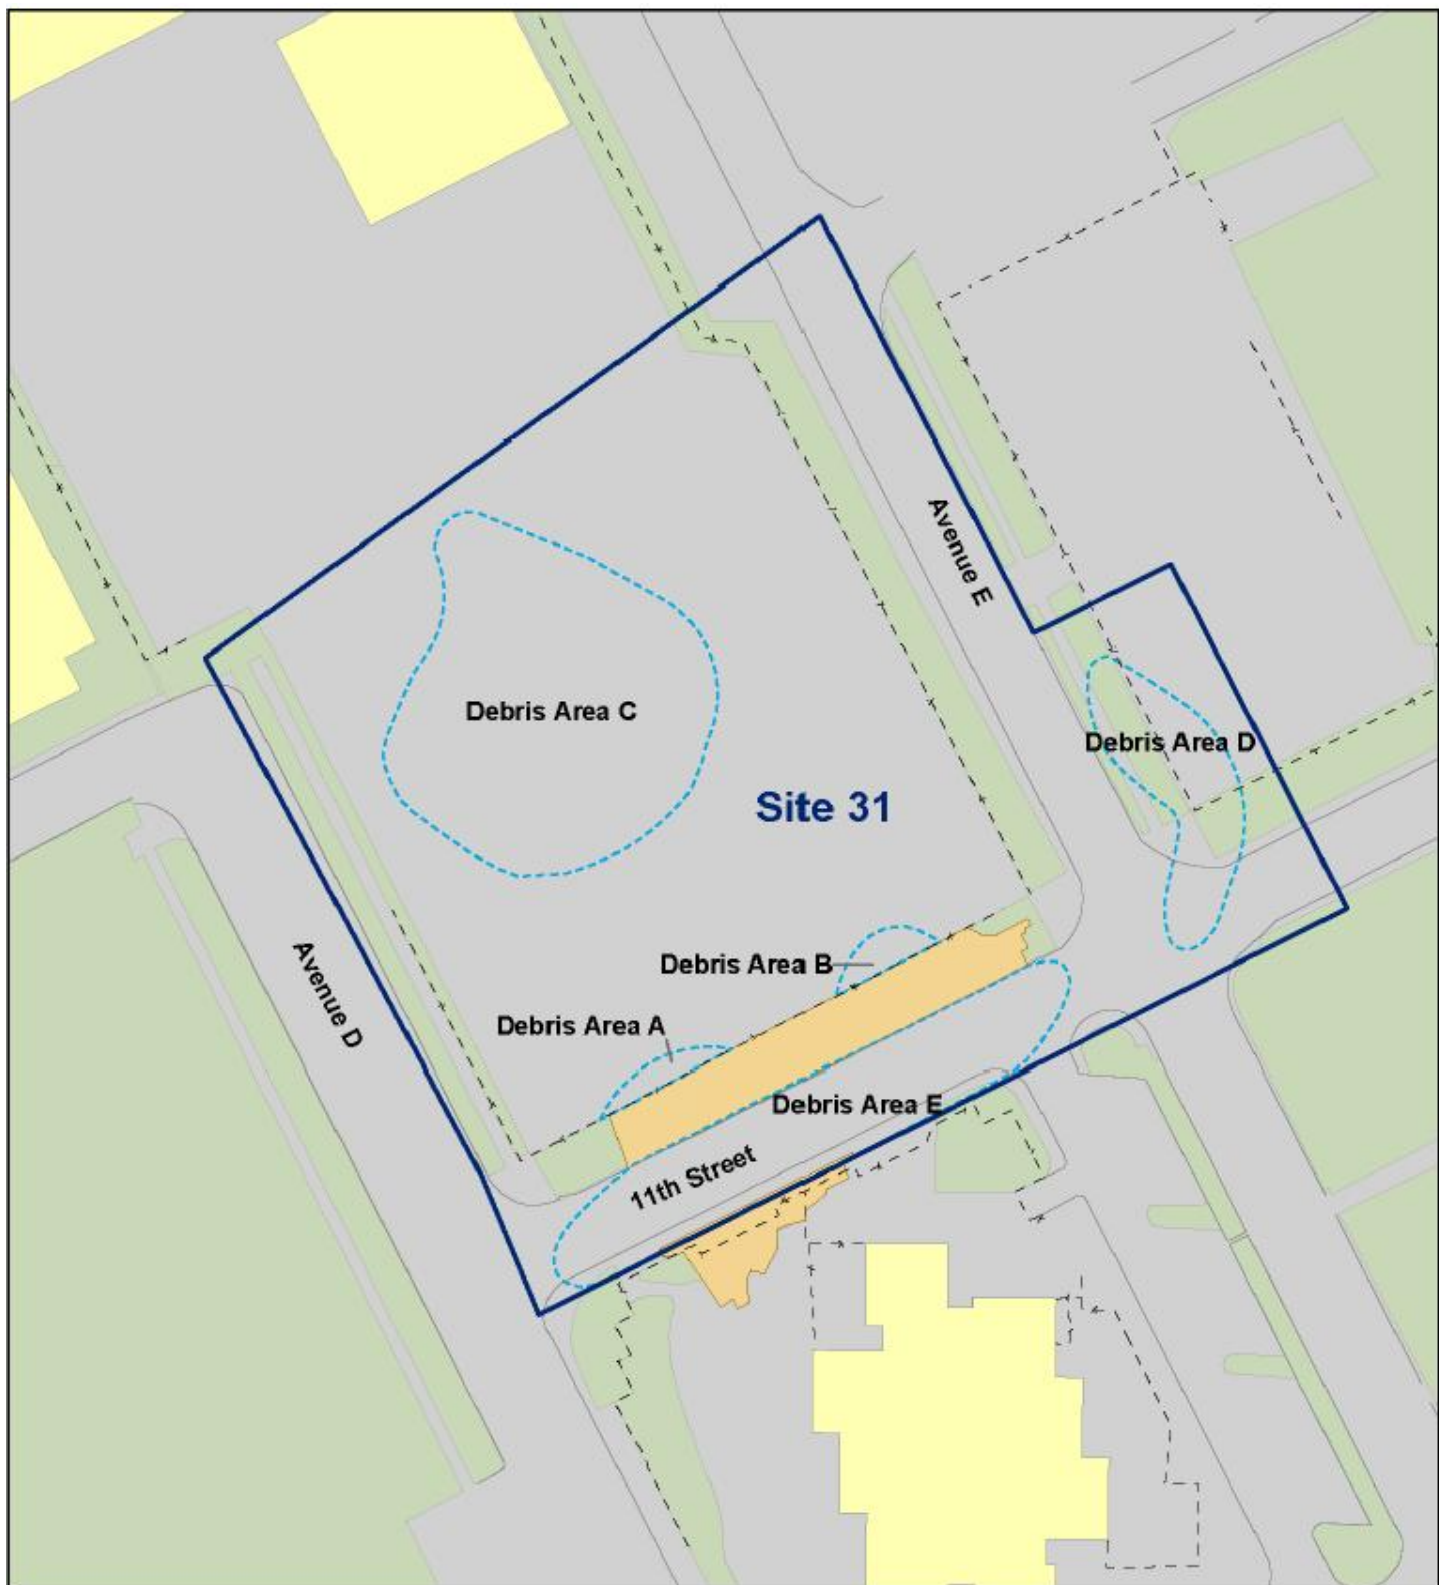 Avenue E
Debris Area C
Debris Area D
Site 31
Debris Area B
Avenue D
Debris Area A
Debris Area E
11th Street